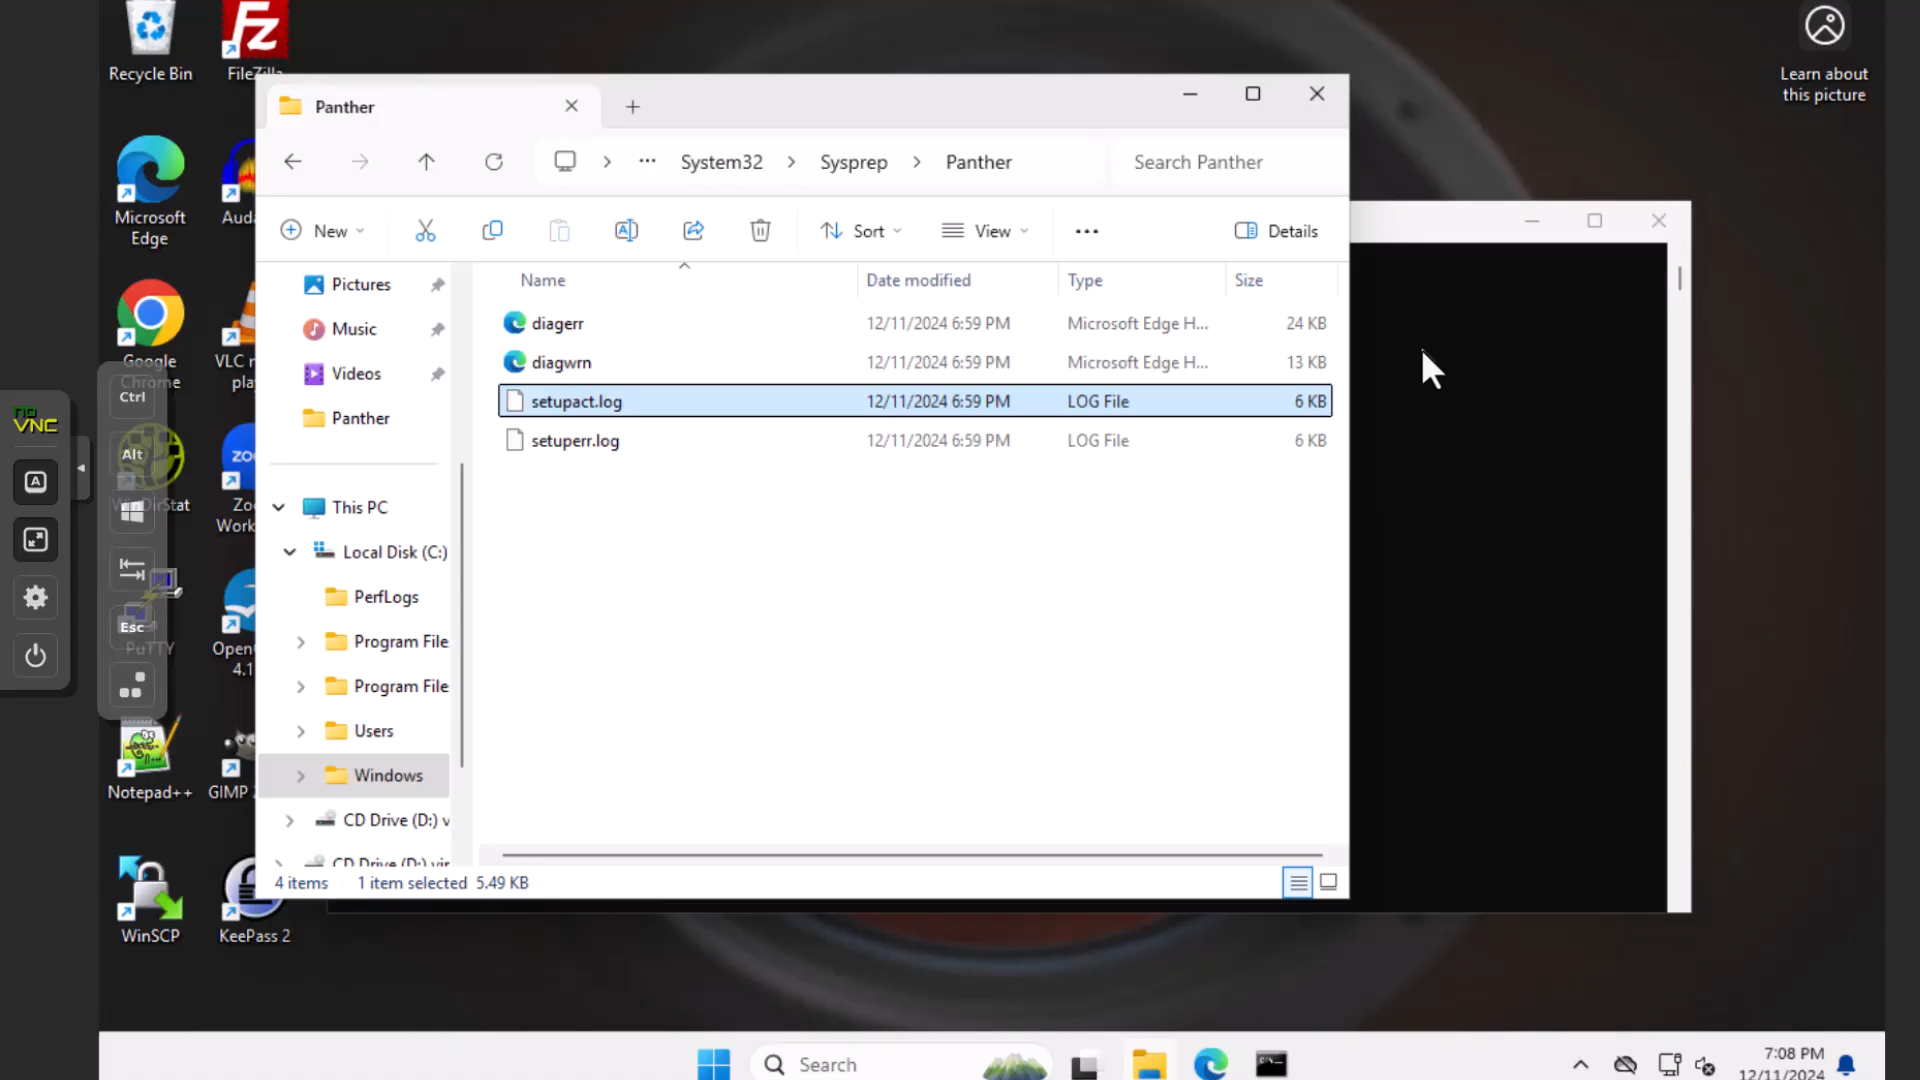 Recycle Bin
FileZilla
Learn about
this picture
Panther
System32
Sysprep
Panther
Search Panther
New
Sort
View
Details
Microsoft
Edge
Auda
Pictures
Music
Videos
Panther
Name
Date modified
Type
Size
diagerr
12/11/2024 6:59 PM
Microsoft Edge H...
24 KB
diagwrn
12/11/2024 6:59 PM
Microsoft Edge H...
13 KB
setupact.log
12/11/2024 6:59 PM
LOG File
6 KB
setuperr.log
12/11/2024 6:59 PM
LOG File
6 KB
Google
Chrome
VLC
pla
Ctrl
no
VNC
Alt
A
WinDirStat
zo
Zoo
Work
Esc
PuTTY
Open
4.1
This PC
Local Disk (C:)
PerfLogs
Program File
Program File
Users
Windows
CD Drive (D:) v
CD Drive (D:) vir
Notepad++
GIMP
4 items
1 item selected 5.49 KB
WinSCP
KeePass 2
Search
7:08 PM
12/11/2024